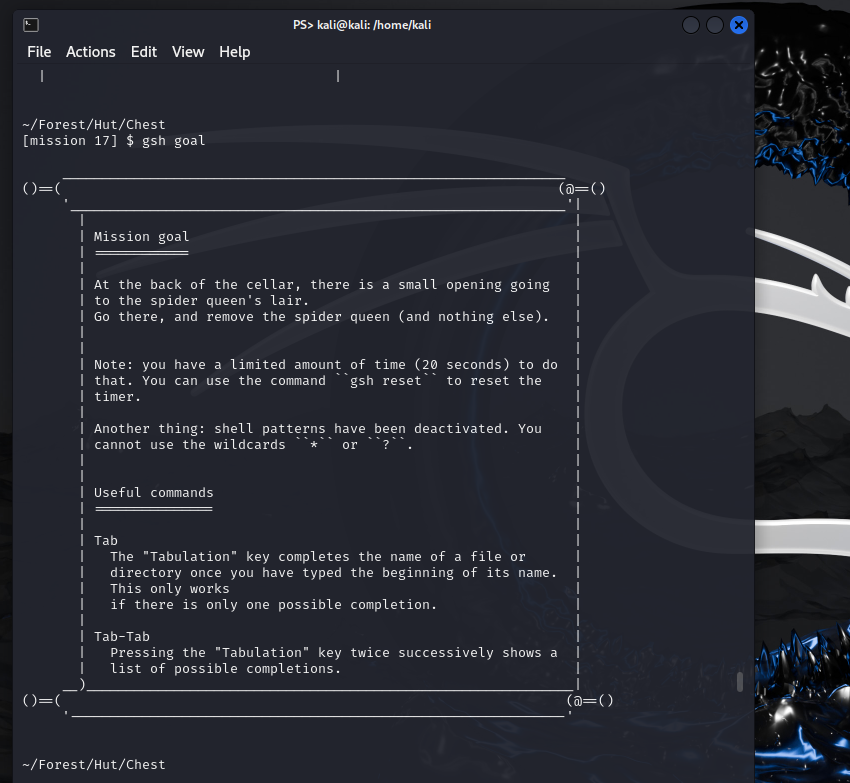 PS> kali@kali: /home/kali
File Actions Edit View Help
~/Forest/Hut/Chest
[mission 17] $ gsh goal
()==( (@==()
Mission goal
============
At the back of the cellar, there is a small opening going
to the spider queen's lair.
Go there, and remove the spider queen (and nothing else).
Note: you have a limited amount of time (20 seconds) to do
that. You can use the command ``gsh reset`` to reset the
timer.
Another thing: shell patterns have been deactivated. You
cannot use the wildcards ``*`` or ``?``.
Useful commands
===============
Tab
The "Tabulation" key completes the name of a file or
directory once you have typed the beginning of its name.
This only works
if there is only one possible completion.
Tab-Tab
Pressing the "Tabulation" key twice successively shows a
list of possible completions.
()==( (@==()
~/Forest/Hut/Chest